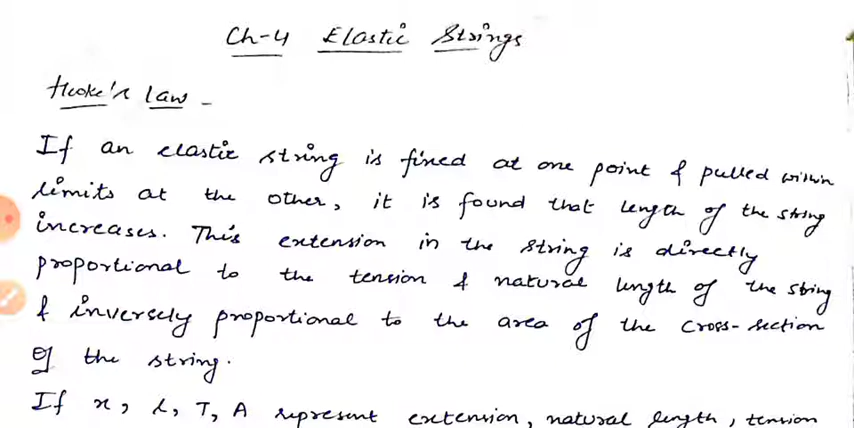 Ch-4 Elastic Strings
Hooke's Law -
If an elastic string is fixed at one point & pulled within
limits at the other, it is found that length of the string
increases. This extension in the string is directly
proportional to the tension & natural length of the string
& inversely proportional to the area of the cross-section
of the string.
If x, l, T, A represent extension, natural length, tension